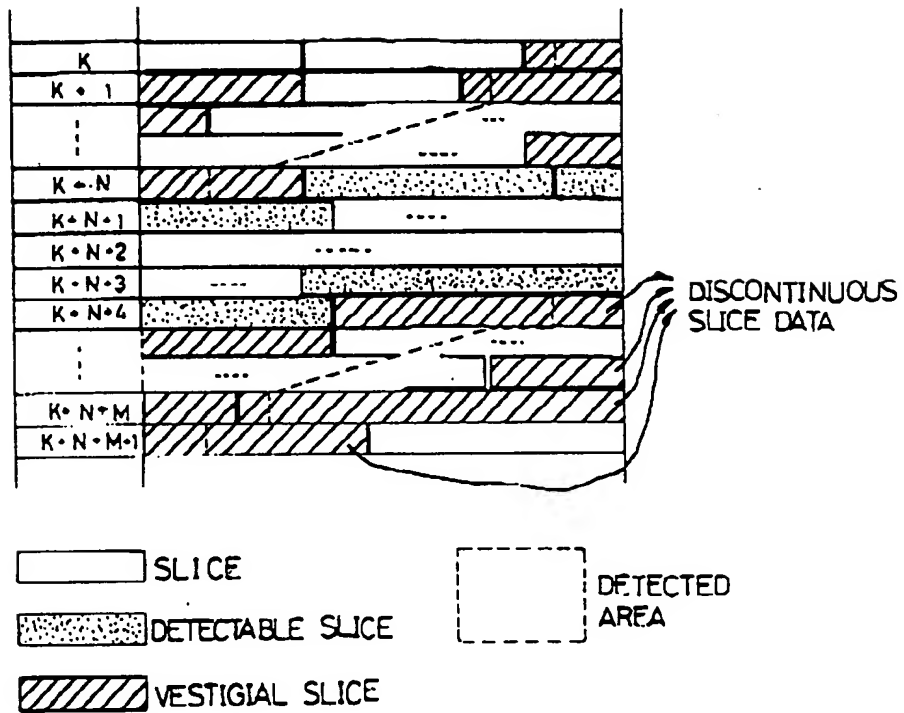 K
K + 1
K + N
K + N + 1
K + N + 2
K + N + 3
K + N + 4
K + N + M
K + N + M + 1
DISCONTINUOUS
SLICE DATA
SLICE
DETECTABLE SLICE
VESTIGIAL SLICE
DETECTED
AREA